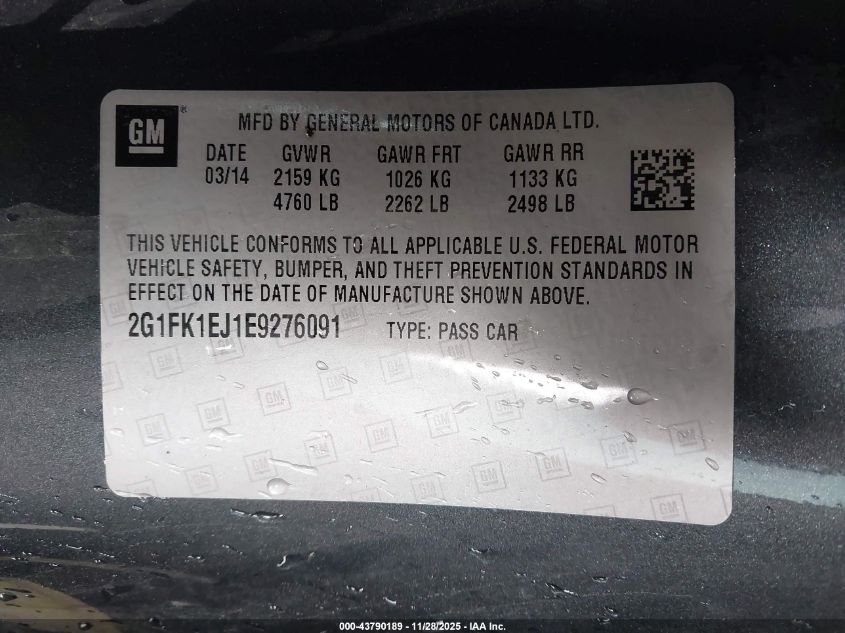 GM ®
MFD BY GENERAL MOTORS OF CANADA LTD.
DATE GVWR GAWR FRT GAWR RR
03/14 2159 KG 1026 KG 1133 KG
4760 LB 2262 LB 2498 LB
THIS VEHICLE CONFORMS TO ALL APPLICABLE U.S. FEDERAL MOTOR
VEHICLE SAFETY, BUMPER, AND THEFT PREVENTION STANDARDS IN
EFFECT ON THE DATE OF MANUFACTURE SHOWN ABOVE.
2G1FK1EJ1E9276091 TYPE: PASS CAR
000-43790189 - 11/28/2025 - IAA Inc.